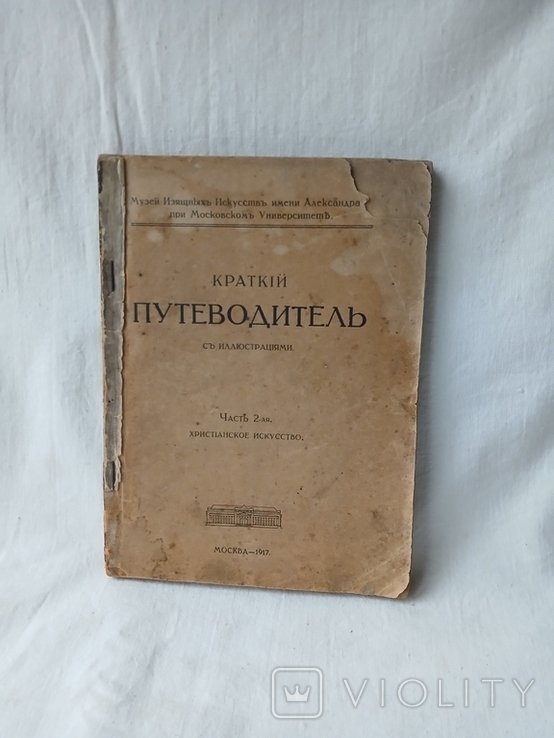 Музей Изящныхъ Искусствъ имени Александра
при Московскомъ Университетѣ.
КРАТКІЙ
ПУТЕВОДИТЕЛЬ
СЪ ИЛЛЮСТРАЦІЯМИ.
Часть 2-ая.
ХРИСТІАНСКОЕ ИСКУССТВО.
МОСКВА—1917.
VIOLITY